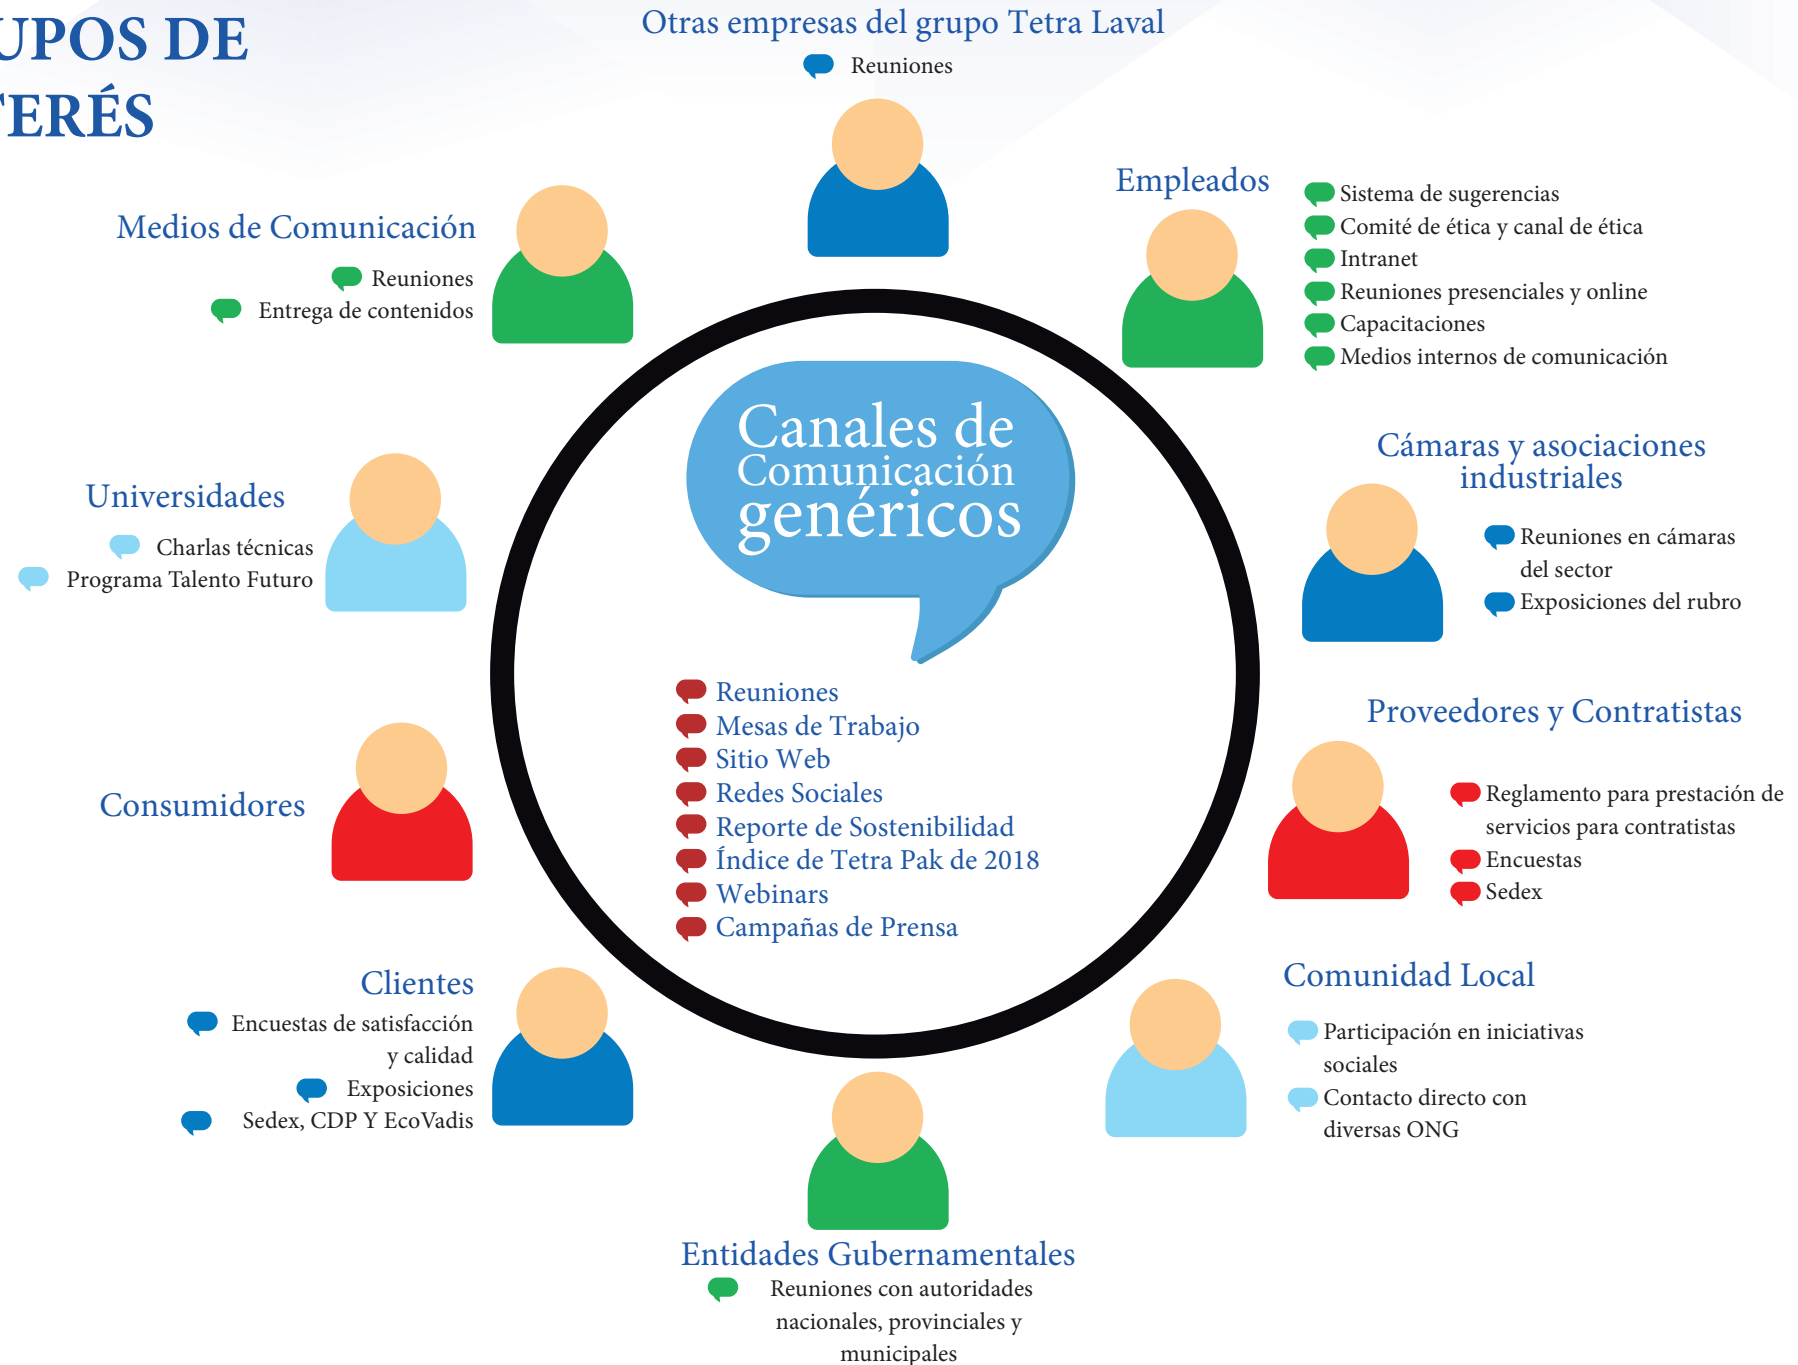 UPOS DE
TERÉS
Otras empresas del grupo Tetra Laval
Reuniones
Empleados
Sistema de sugerencias
Comité de ética y canal de ética
Intranet
Reuniones presenciales y online
Capacitaciones
Medios internos de comunicación
Medios de Comunicación
Reuniones
Entrega de contenidos
Canales de
Comunicación
genéricos
Cámaras y asociaciones
industriales
Reuniones en cámaras
del sector
Exposiciones del rubro
Universidades
Charlas técnicas
Programa Talento Futuro
Reuniones
Mesas de Trabajo
Sitio Web
Redes Sociales
Reporte de Sostenibilidad
Índice de Tetra Pak de 2018
Webinars
Campañas de Prensa
Proveedores y Contratistas
Reglamento para prestación de
servicios para contratistas
Encuestas
Sedex
Consumidores
Clientes
Encuestas de satisfacción
y calidad
Exposiciones
Sedex, CDP Y EcoVadis
Comunidad Local
Participación en iniciativas
sociales
Contacto directo con
diversas ONG
Entidades Gubernamentales
Reuniones con autoridades
nacionales, provinciales y
municipales